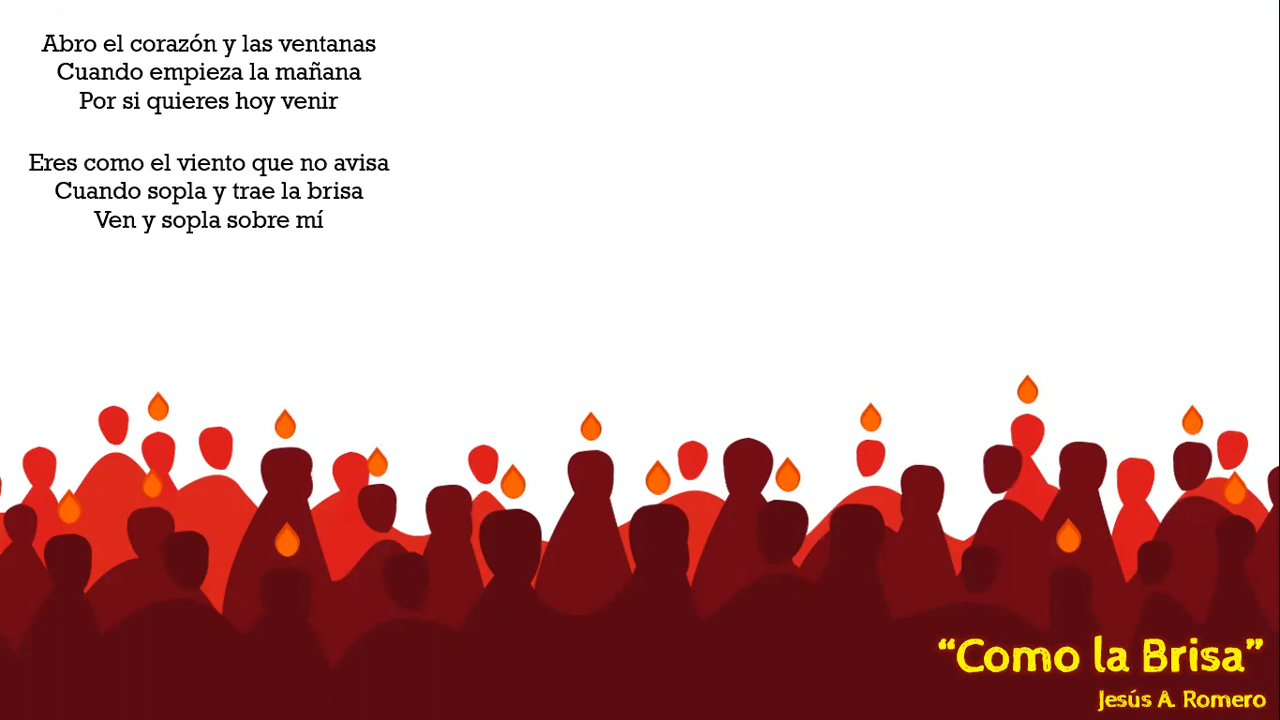 Abro el corazón y las ventanas
Cuando empieza la mañana
Por si quieres hoy venir
Eres como el viento que no avisa
Cuando sopla y trae la brisa
Ven y sopla sobre mí
“Como la Brisa”
Jesús A. Romero